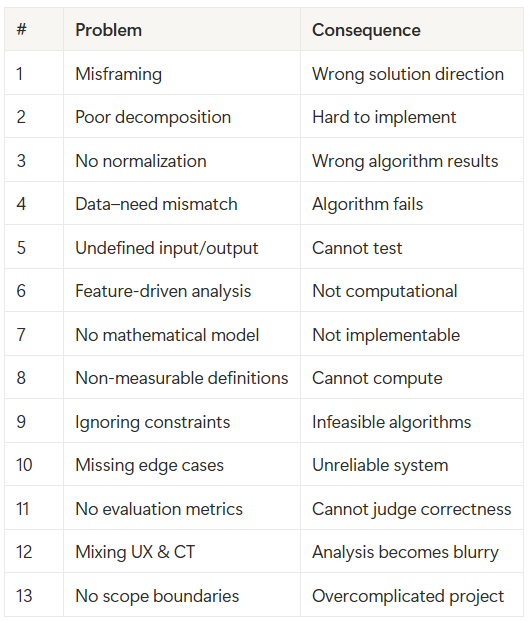 # Problem Consequence
1 Misframing Wrong solution direction
2 Poor decomposition Hard to implement
3 No normalization Wrong algorithm results
4 Data–need mismatch Algorithm fails
5 Undefined input/output Cannot test
6 Feature-driven analysis Not computational
7 No mathematical model Not implementable
8 Non-measurable definitions Cannot compute
9 Ignoring constraints Infeasible algorithms
10 Missing edge cases Unreliable system
11 No evaluation metrics Cannot judge correctness
12 Mixing UX & CT Analysis becomes blurry
13 No scope boundaries Overcomplicated project